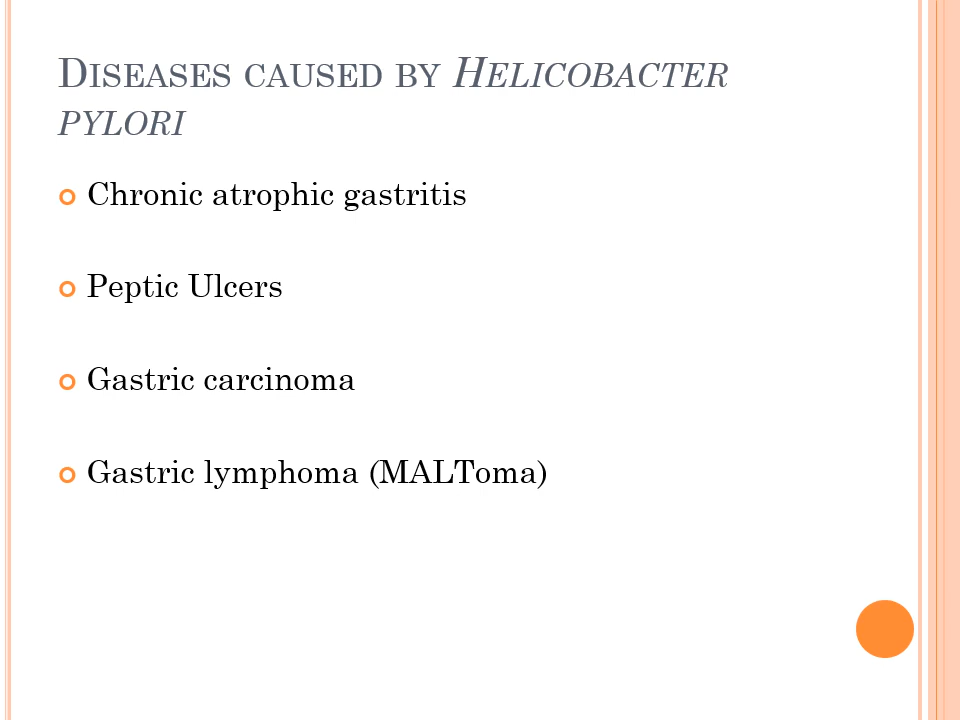 Diseases caused by Helicobacter
pylori
Chronic atrophic gastritis
Peptic Ulcers
Gastric carcinoma
Gastric lymphoma (MALToma)